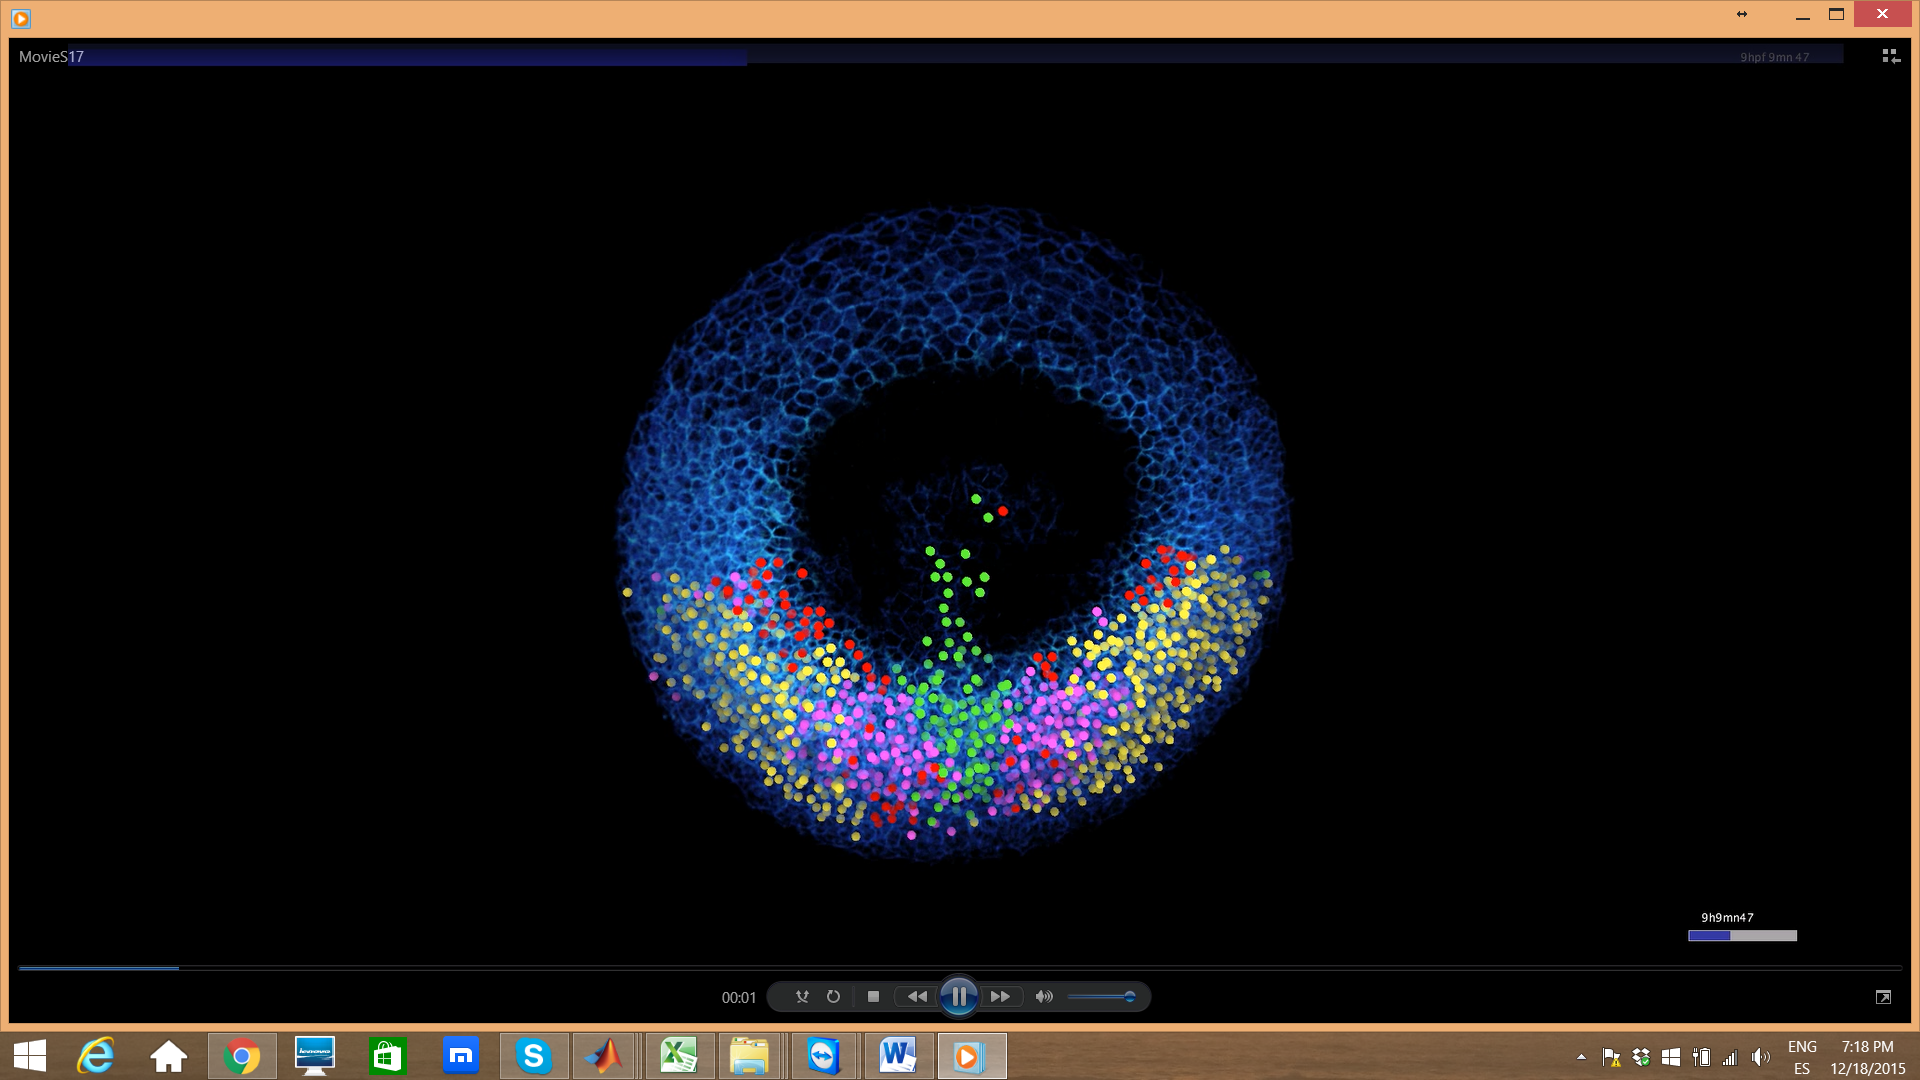 MovieS17
9hpf 9mn 47
9h9mn47
00:01
ENG
7:18 PM
ES
12/18/2015